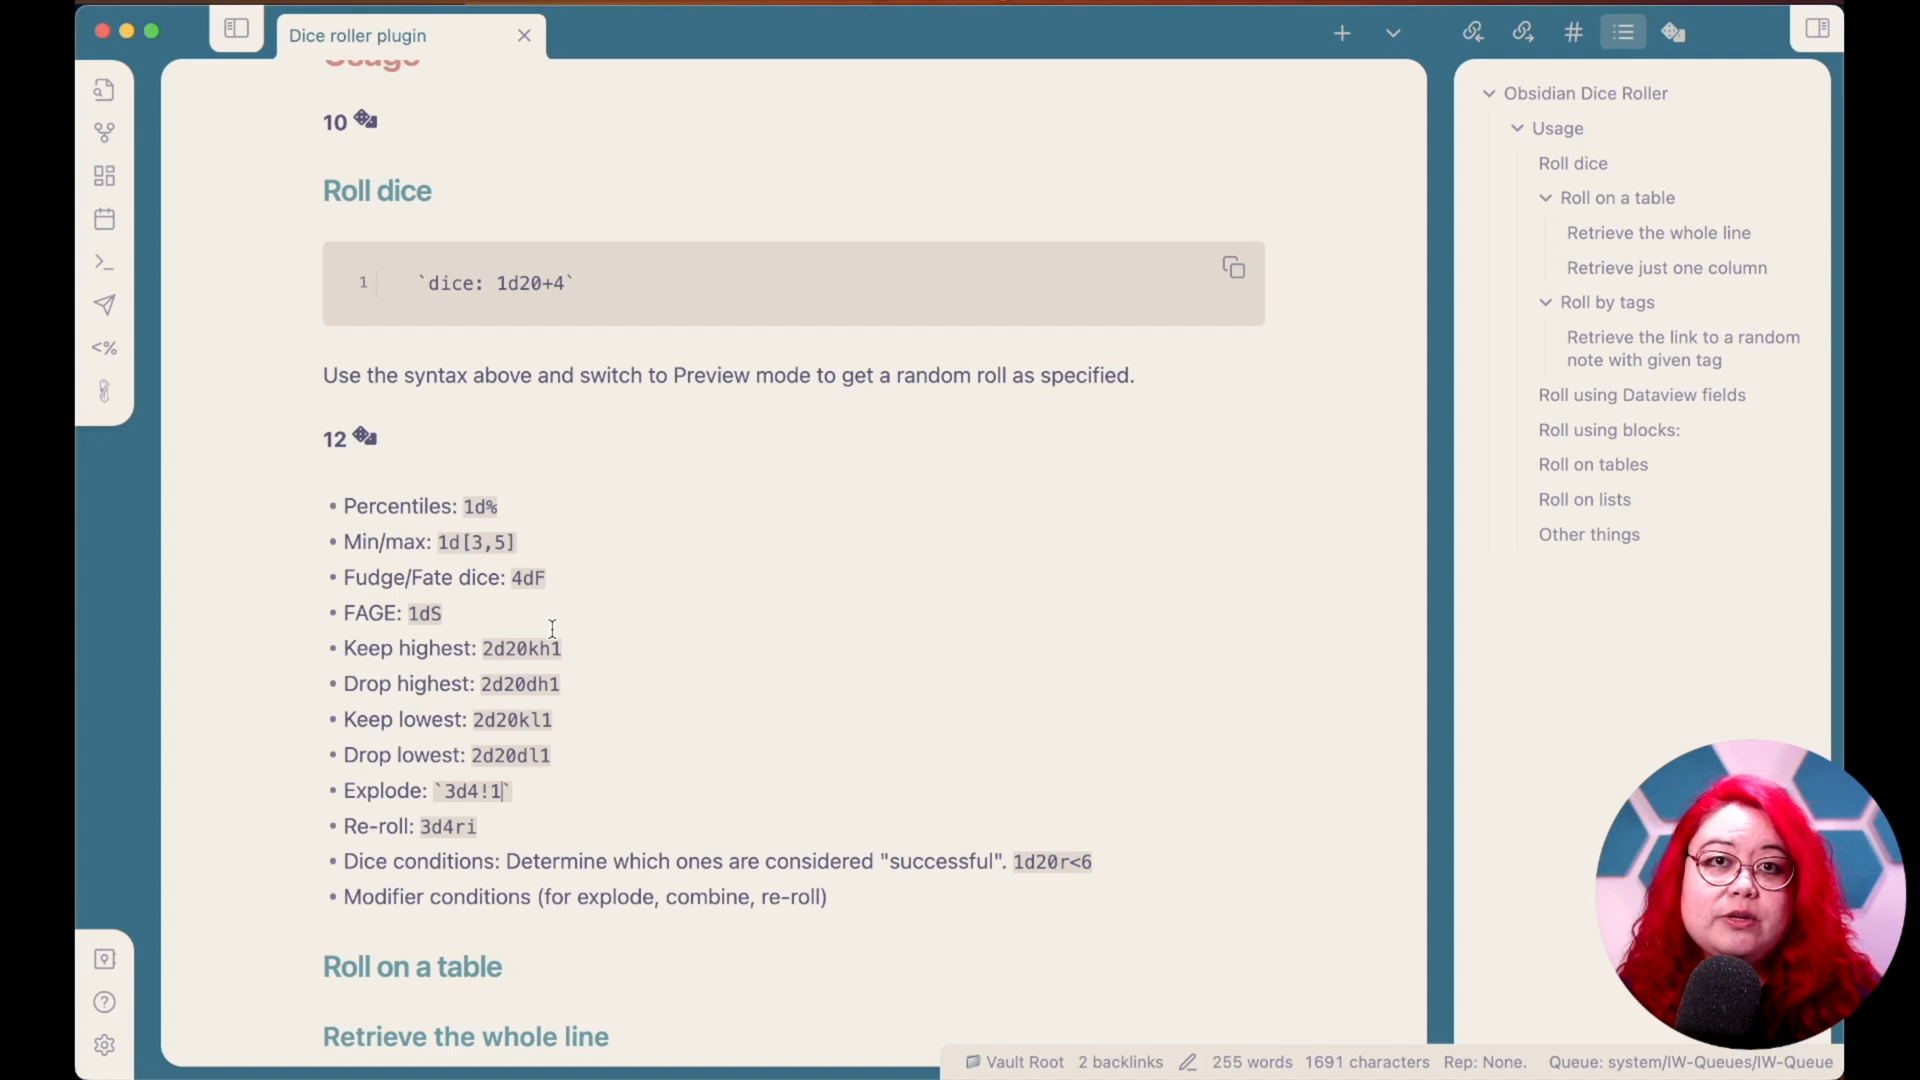 Dice roller plugin
Usage
10
Roll dice
1 `dice: 1d20+4`
Use the syntax above and switch to Preview mode to get a random roll as specified.
12
• Percentiles: 1d%
• Min/max: 1d[3,5]
• Fudge/Fate dice: 4dF
• FAGE: 1dS
• Keep highest: 2d20kh1
• Drop highest: 2d20dh1
• Keep lowest: 2d20kl1
• Drop lowest: 2d20dl1
• Explode: `3d4!1`
• Re-roll: 3d4ri
• Dice conditions: Determine which ones are considered "successful". 1d20r<6
• Modifier conditions (for explode, combine, re-roll)
Roll on a table
Retrieve the whole line
Obsidian Dice Roller
Usage
Roll dice
Roll on a table
Retrieve the whole line
Retrieve just one column
Roll by tags
Retrieve the link to a random
note with given tag
Roll using Dataview fields
Roll using blocks:
Roll on tables
Roll on lists
Other things
Vault Root 2 backlinks 255 words 1691 characters Rep: None. Queue: system/IW-Queues/IW-Queue